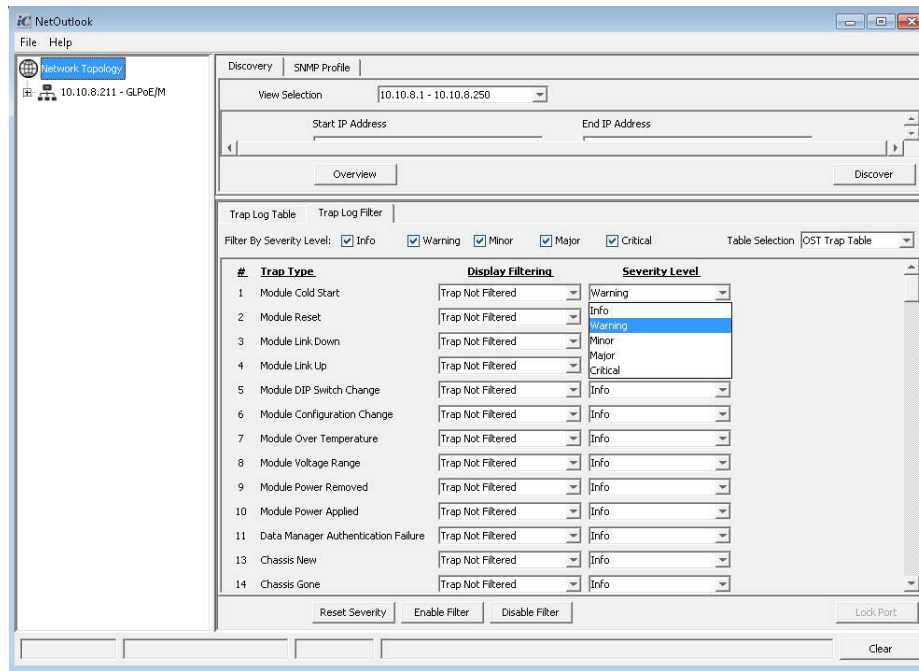 iC NetOutlook
File Help
Network Topology
10.10.8.211 - GLPoE/M
Discovery SNMP Profile
View Selection 10.10.8.1 - 10.10.8.250
Start IP Address End IP Address
Overview Discover
Trap Log Table Trap Log Filter
Filter By Severity Level: Info Warning Minor Major Critical Table Selection OST Trap Table
# Trap Type Display Filtering Severity Level
1 Module Cold Start Trap Not Filtered Warning
Info
2 Module Reset Trap Not Filtered Warning
3 Module Link Down Trap Not Filtered Minor
Major
4 Module Link Up Trap Not Filtered Critical
5 Module DIP Switch Change Trap Not Filtered Info
6 Module Configuration Change Trap Not Filtered Info
7 Module Over Temperature Trap Not Filtered Info
8 Module Voltage Range Trap Not Filtered Info
9 Module Power Removed Trap Not Filtered Info
10 Module Power Applied Trap Not Filtered Info
11 Data Manager Authentication Failure Trap Not Filtered Info
13 Chassis New Trap Not Filtered Info
14 Chassis Gone Trap Not Filtered Info
Reset Severity Enable Filter Disable Filter Lock Port
Clear